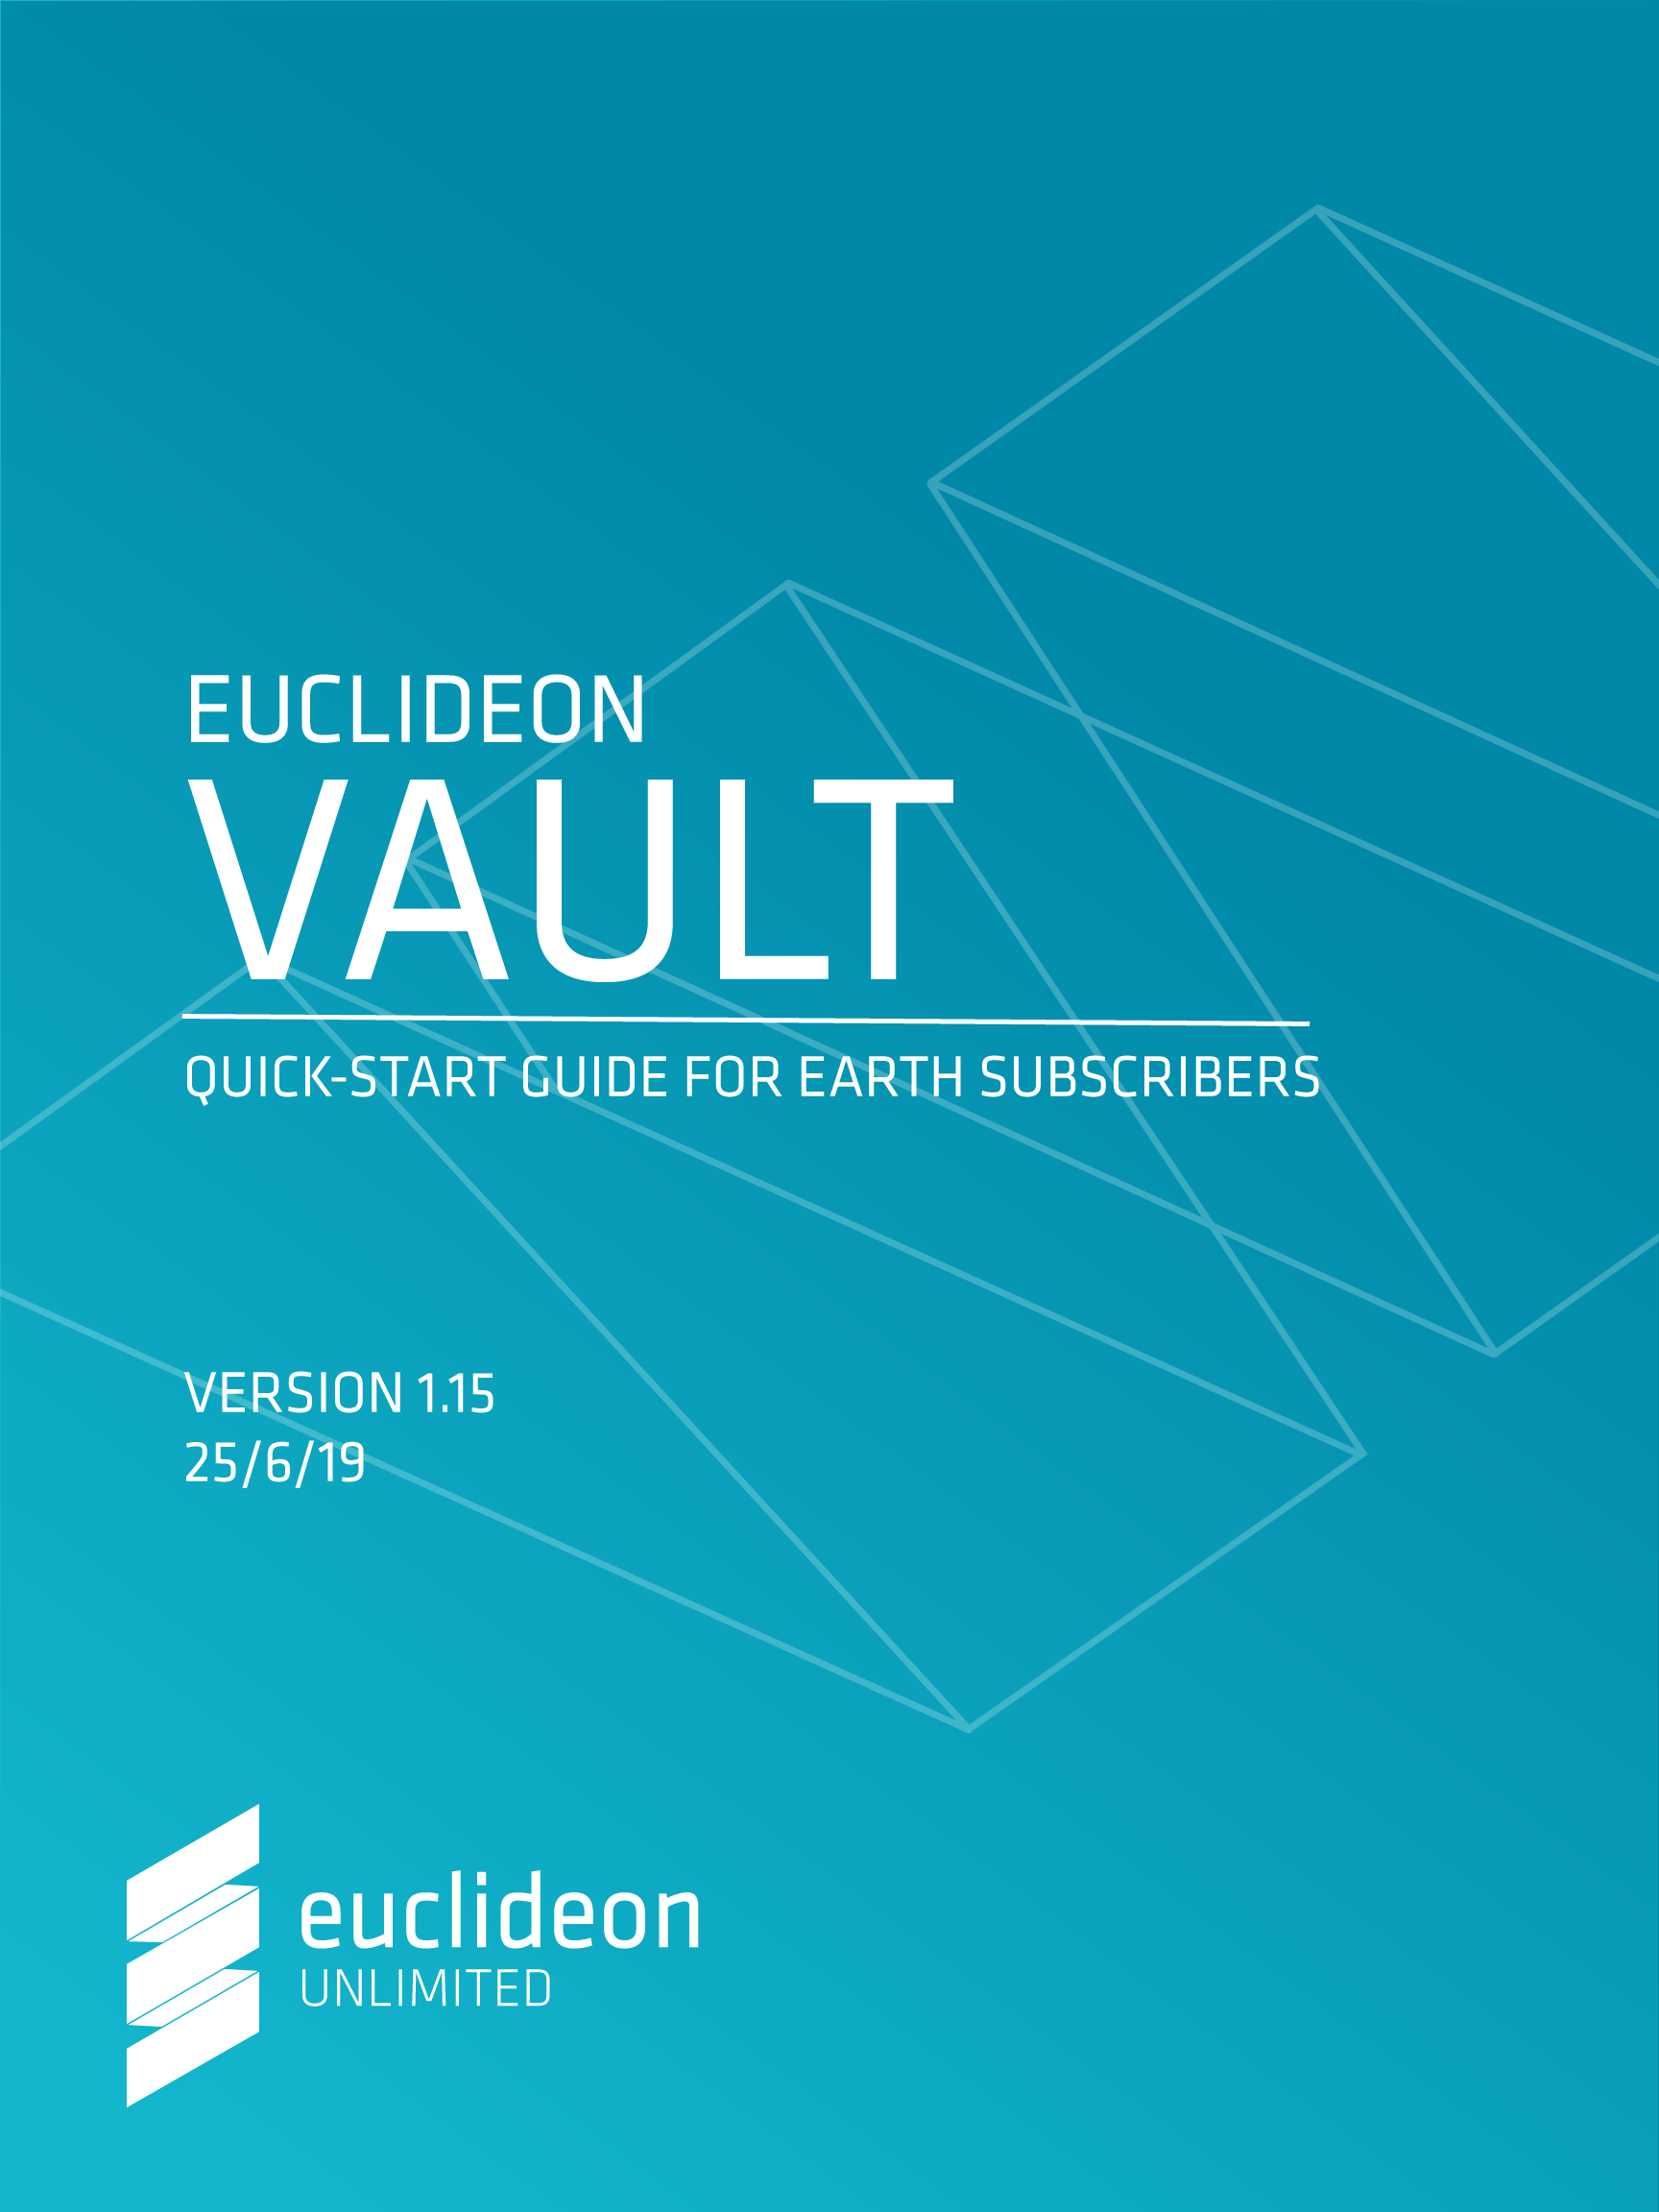 EUCLIDEON
VAULT
QUICK-START GUIDE FOR EARTH SUBSCRIBERS
VERSION 1.15
25/6/19
euclideon
UNLIMITED